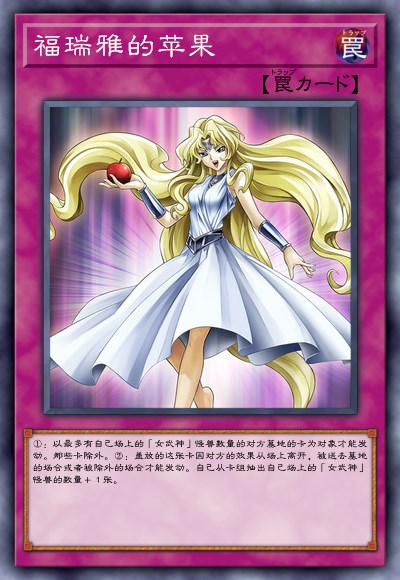 福瑞雅的苹果
トラップ
罠
トラップ
【罠カード】
①：以最多有自己场上的「女武神」怪兽数量的对方墓地的卡为对象才能发
动。那些卡除外。②：盖放的这张卡因对方的效果从场上离开，被送去墓地
的场合或者被除外的场合才能发动。自己从卡组抽出自己场上的「女武神」
怪兽的数量＋１张。